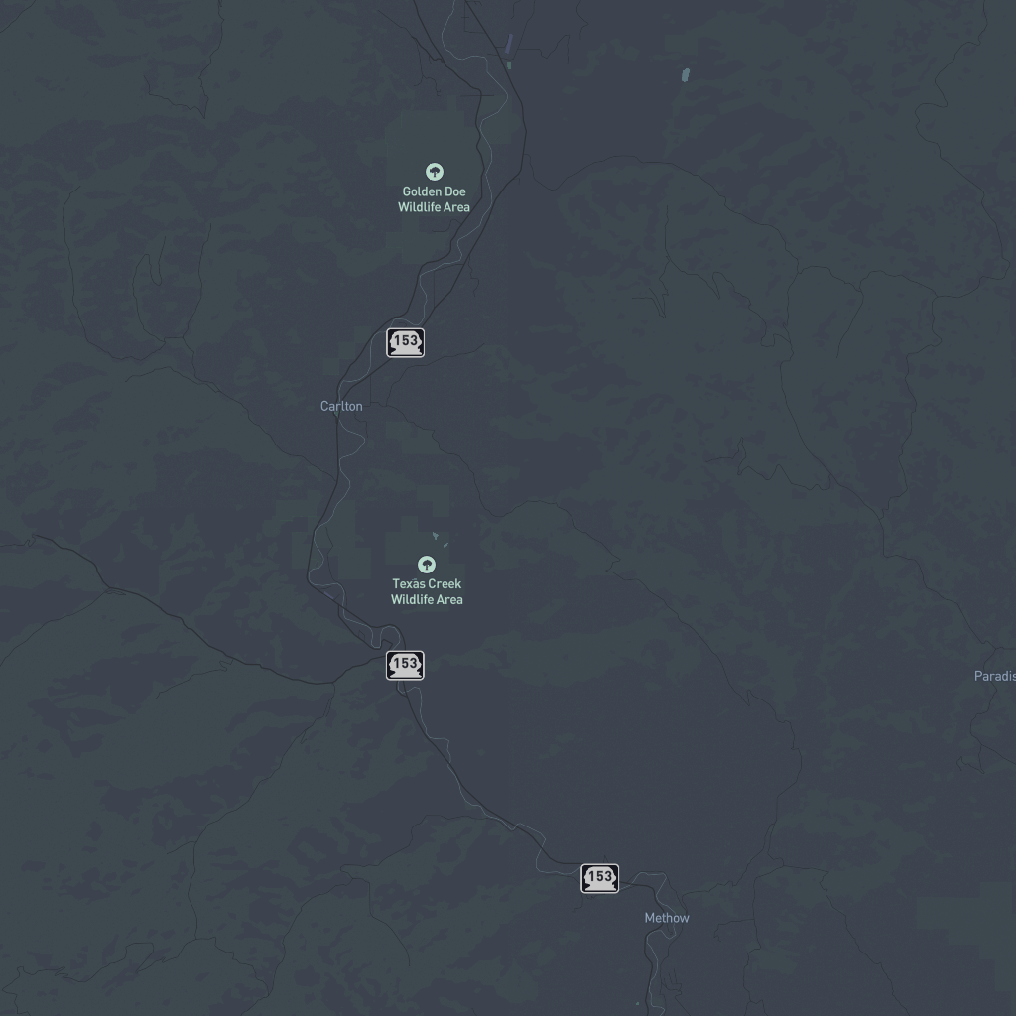 Golden Doe
Wildlife Area
153
Carlton
Texas Creek
Wildlife Area
153
Paradis
153
Methow